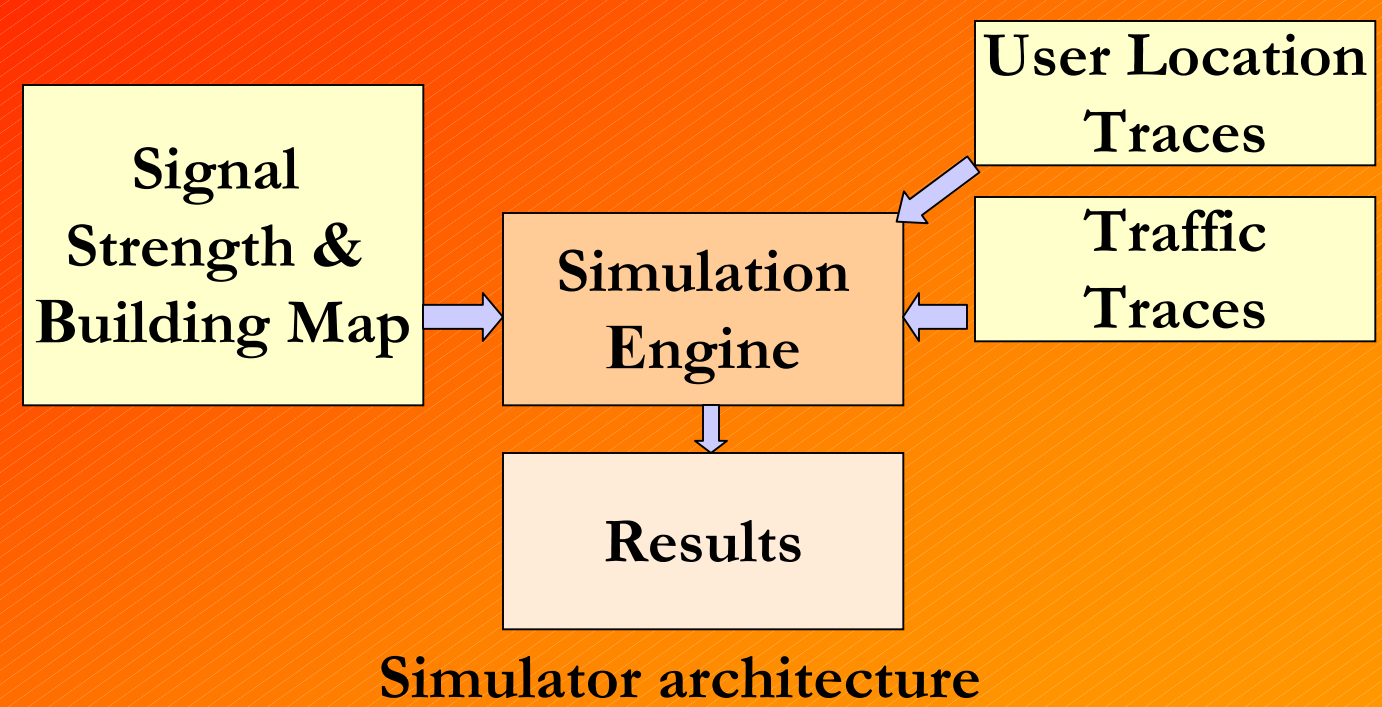 Signal
Strength &
Building Map
Simulation
Engine
User Location
Traces
Traffic
Traces
Results
Simulator architecture